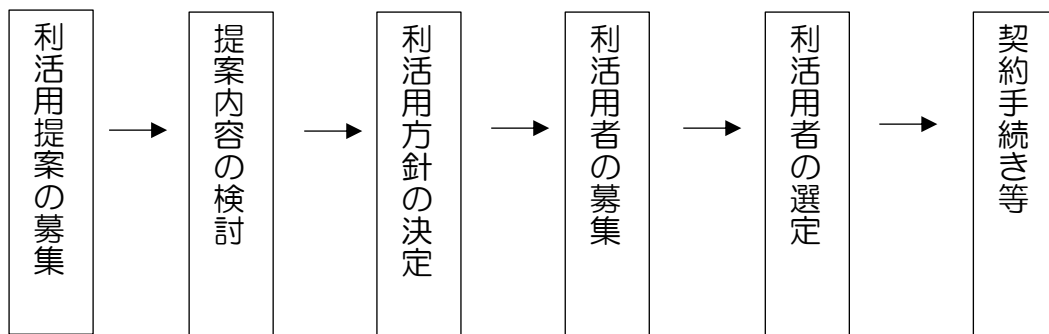 利活用提案の募集
提案内容の検討
利活用方針の決定
利活用者の募集
利活用者の選定
契約手続き等